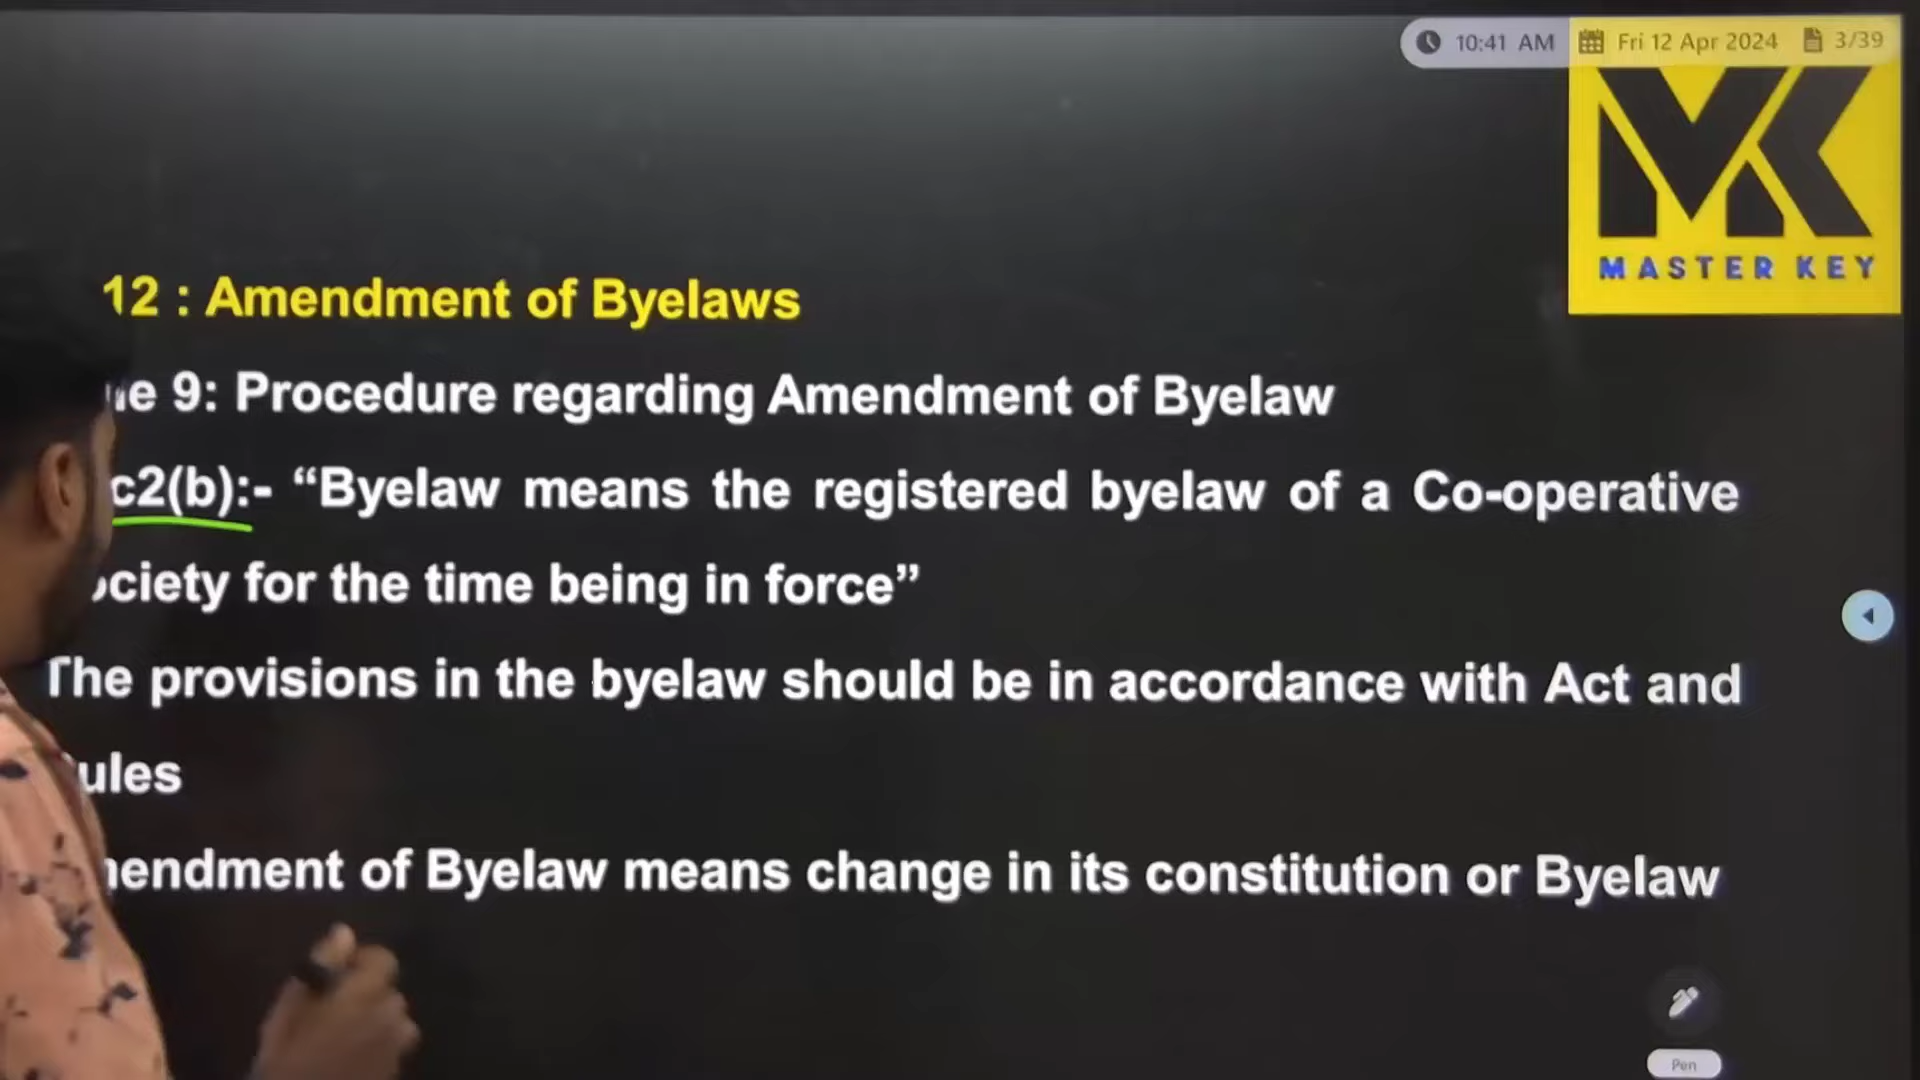 10:41 AM Fri 12 Apr 2024 3/39
MASTER KEY
12 : Amendment of Byelaws
9: Procedure regarding Amendment of Byelaw
c2(b):- “Byelaw means the registered byelaw of a Co-operative
ociety for the time being in force”
The provisions in the byelaw should be in accordance with Act and
ules
endment of Byelaw means change in its constitution or Byelaw
Pen